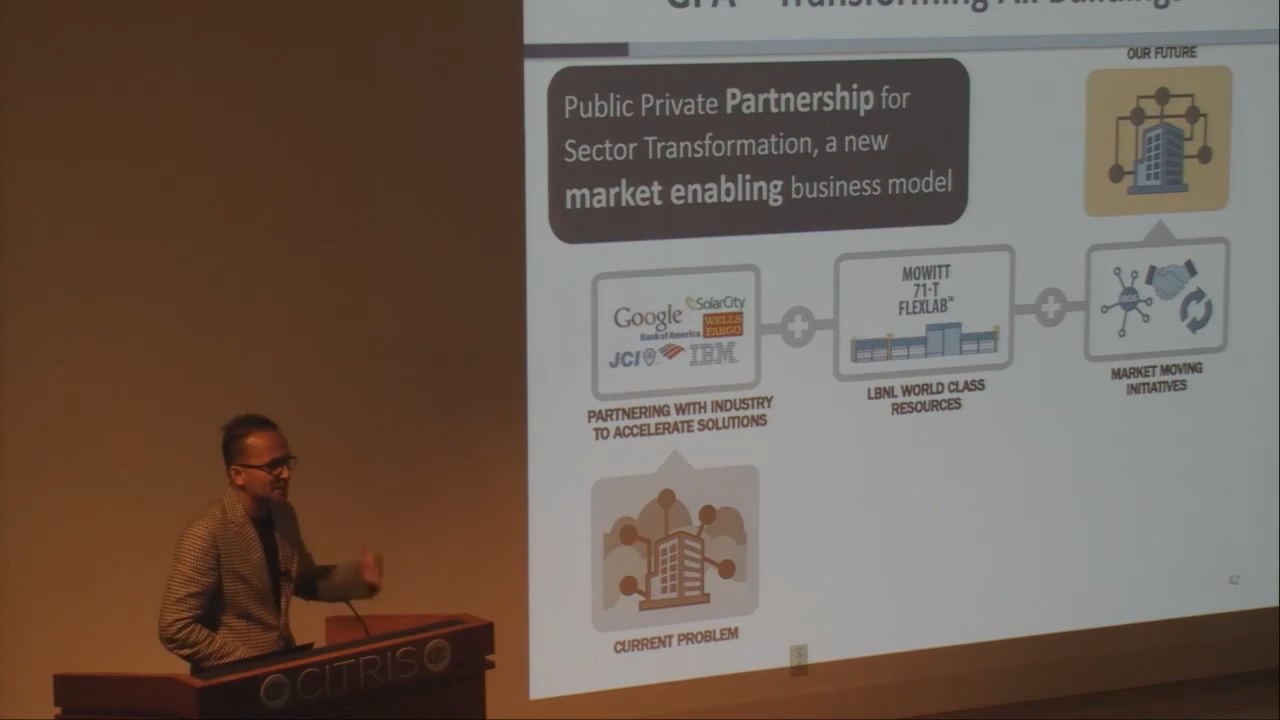 OUR FUTURE
Public Private Partnership for
Sector Transformation, a new
market enabling business model
Google
SolarCity
Bank of America
WELLS
FARGO
JCI
IBM
MOWITT
71-T
FLEXLAB™
PARTNERING WITH INDUSTRY
TO ACCELERATE SOLUTIONS
LBNL WORLD CLASS
RESOURCES
MARKET MOVING
INITIATIVES
CURRENT PROBLEM
42
CITRIS